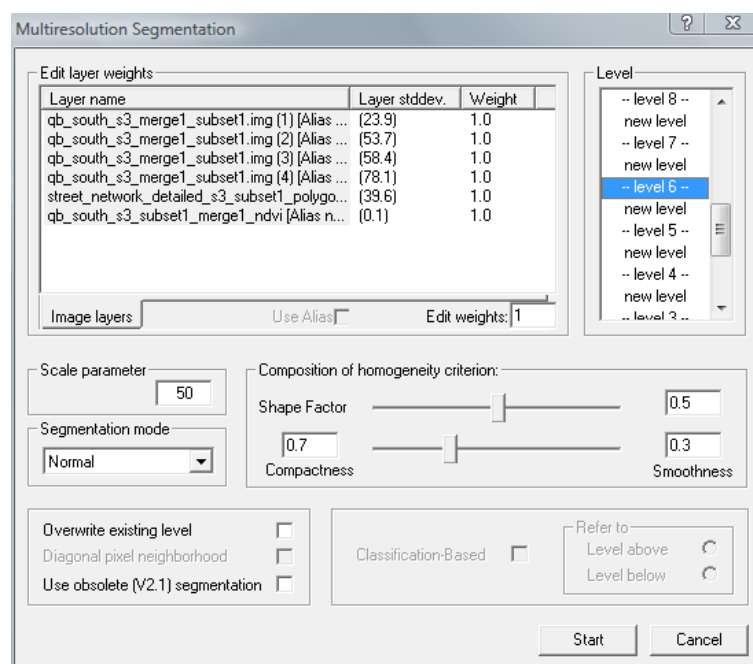 Multiresolution Segmentation
Edit layer weights
Layer name Layer stddev. Weight
qb_south_s3_merge1_subset1.img (1) [Alias ... (23.9) 1.0
qb_south_s3_merge1_subset1.img (2) [Alias ... (53.7) 1.0
qb_south_s3_merge1_subset1.img (3) [Alias ... (58.4) 1.0
qb_south_s3_merge1_subset1.img (4) [Alias ... (78.1) 1.0
street_network_detailed_s3_subset1_polygo... (39.6) 1.0
qb_south_s3_subset1_merge1_ndvi [Alias n... (0.1) 1.0
Image layers Use Alias Edit weights: 1
Level
-- level 8 --
new level
-- level 7 --
new level
-- level 6 --
new level
-- level 5 --
new level
-- level 4 --
new level
-- level 3 --
Scale parameter
50
Segmentation mode
Normal
Composition of homogeneity criterion:
Shape Factor 0.5
0.7 0.3
Compactness Smoothness
Overwrite existing level
Diagonal pixel neighborhood
Use obsolete (V2.1) segmentation
Classification-Based
Refer to
Level above
Level below
Start Cancel